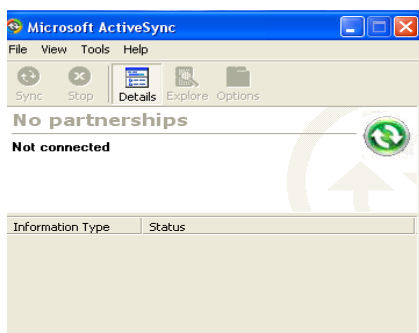 Microsoft ActiveSync
File View Tools Help
Sync Stop Details Explore Options
No partnerships
Not connected
Information Type Status